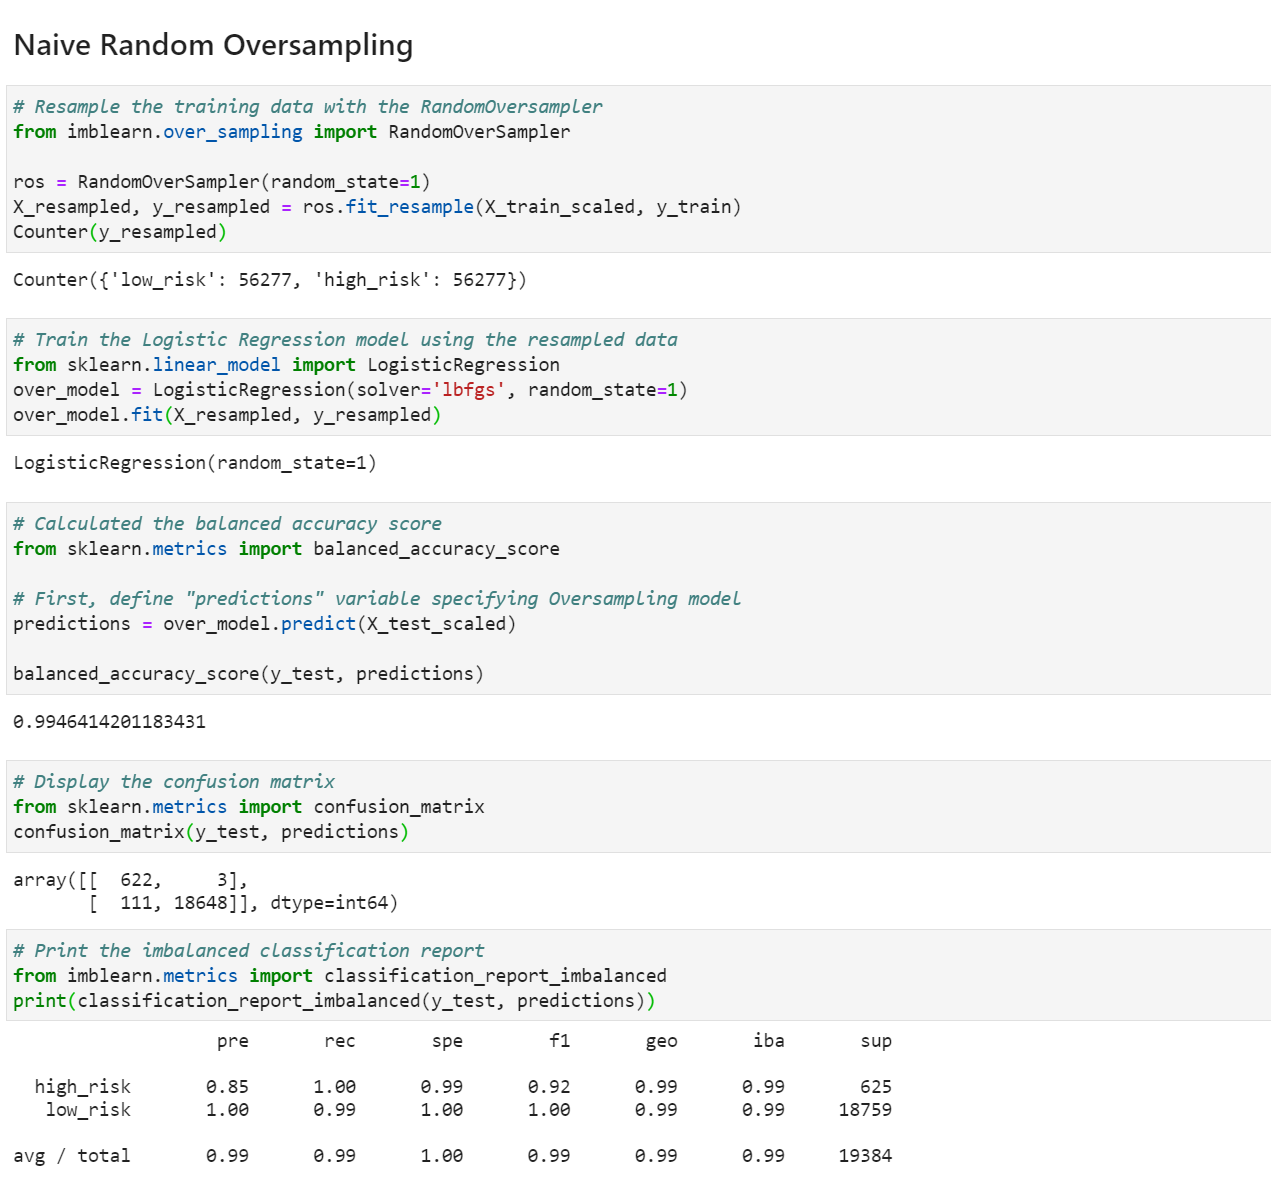 Naive Random Oversampling
# Resample the training data with the RandomOversampler
from imblearn.over_sampling import RandomOverSampler
ros = RandomOverSampler(random_state=1)
X_resampled, y_resampled = ros.fit_resample(X_train_scaled, y_train)
Counter(y_resampled)
Counter({'low_risk': 56277, 'high_risk': 56277})
# Train the Logistic Regression model using the resampled data
from sklearn.linear_model import LogisticRegression
over_model = LogisticRegression(solver='lbfgs', random_state=1)
over_model.fit(X_resampled, y_resampled)
LogisticRegression(random_state=1)
# Calculated the balanced accuracy score
from sklearn.metrics import balanced_accuracy_score
# First, define "predictions" variable specifying Oversampling model
predictions = over_model.predict(X_test_scaled)
balanced_accuracy_score(y_test, predictions)
0.9946414201183431
# Display the confusion matrix
from sklearn.metrics import confusion_matrix
confusion_matrix(y_test, predictions)
array([[  622,     3],
       [  111, 18648]], dtype=int64)
# Print the imbalanced classification report
from imblearn.metrics import classification_report_imbalanced
print(classification_report_imbalanced(y_test, predictions))
                   pre       rec       spe        f1       geo       iba       sup
  high_risk       0.85      1.00      0.99      0.92      0.99      0.99       625
   low_risk       1.00      0.99      1.00      1.00      0.99      0.99     18759
avg / total       0.99      0.99      1.00      0.99      0.99      0.99     19384